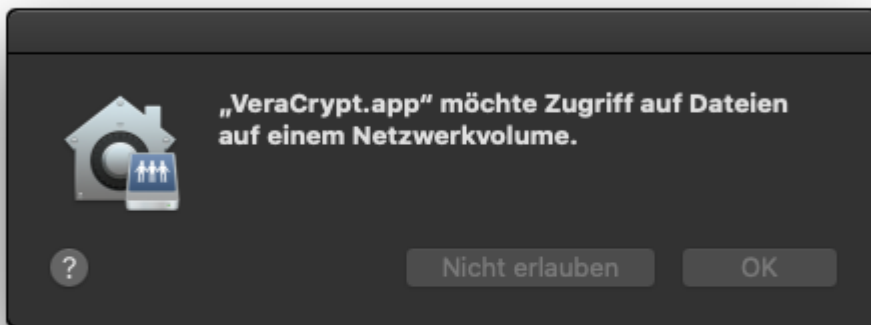 „VeraCrypt.app“ möchte Zugriff auf Dateien
auf einem Netzwerkvolume.
?
Nicht erlauben
OK